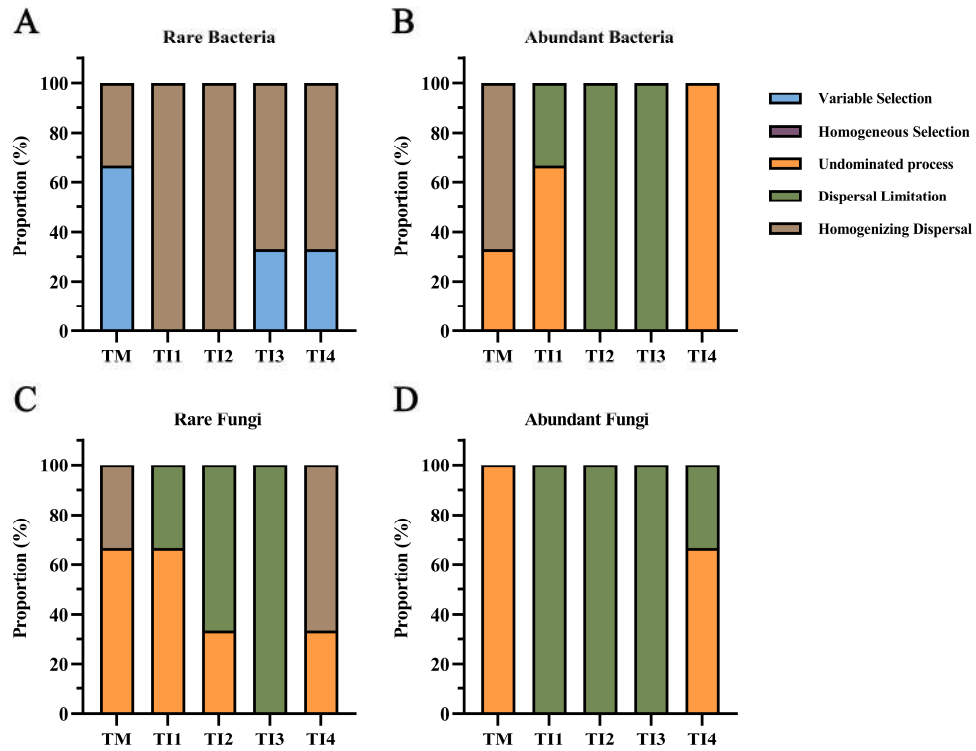 A
Rare Bacteria
Proportion (%)
100
80
60
40
20
0
TM TI1 TI2 TI3 TI4
B
Abundant Bacteria
Proportion (%)
100
80
60
40
20
0
TM TI1 TI2 TI3 TI4
Variable Selection
Homogeneous Selection
Undominated process
Dispersal Limitation
Homogenizing Dispersal
C
Rare Fungi
Proportion (%)
100
80
60
40
20
0
TM TI1 TI2 TI3 TI4
D
Abundant Fungi
Proportion (%)
100
80
60
40
20
0
TM TI1 TI2 TI3 TI4